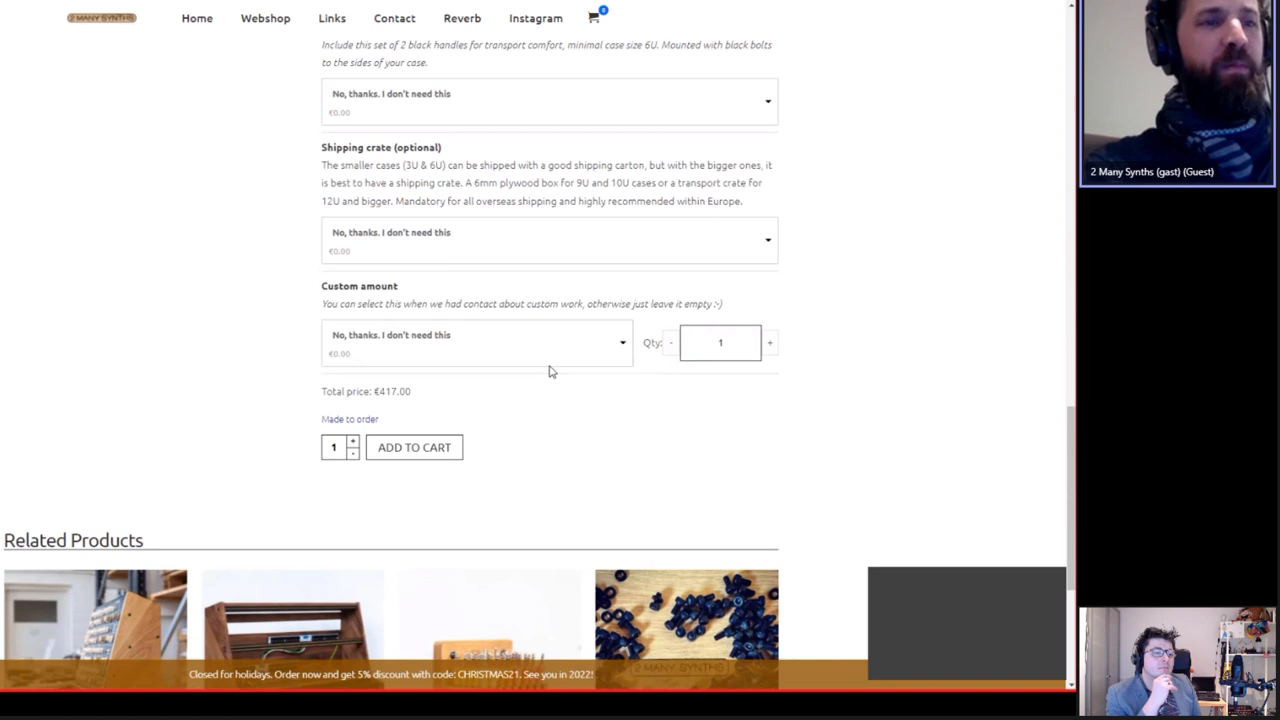 2 MANY SYNTHS
Home
Webshop
Links
Contact
Reverb
Instagram
0
Include this set of 2 black handles for transport comfort, minimal case size 6U. Mounted with black bolts
to the sides of your case.
No, thanks. I don't need this
€0.00
Shipping crate (optional)
The smaller cases (3U & 6U) can be shipped with a good shipping carton, but with the bigger ones, it
is best to have a shipping crate. A 6mm plywood box for 9U and 10U cases or a transport crate for
12U and bigger. Mandatory for all overseas shipping and highly recommended within Europe.
No, thanks. I don't need this
€0.00
Custom amount
You can select this when we had contact about custom work, otherwise just leave it empty :-)
No, thanks. I don't need this
€0.00
Qty: - 1 +
Total price: €417.00
Made to order
1 + -
ADD TO CART
Related Products
2 MANY SYNTHS
Closed for holidays. Order now and get 5% discount with code: CHRISTMAS21. See you in 2022!
2 Many Synths (gast) (Guest)